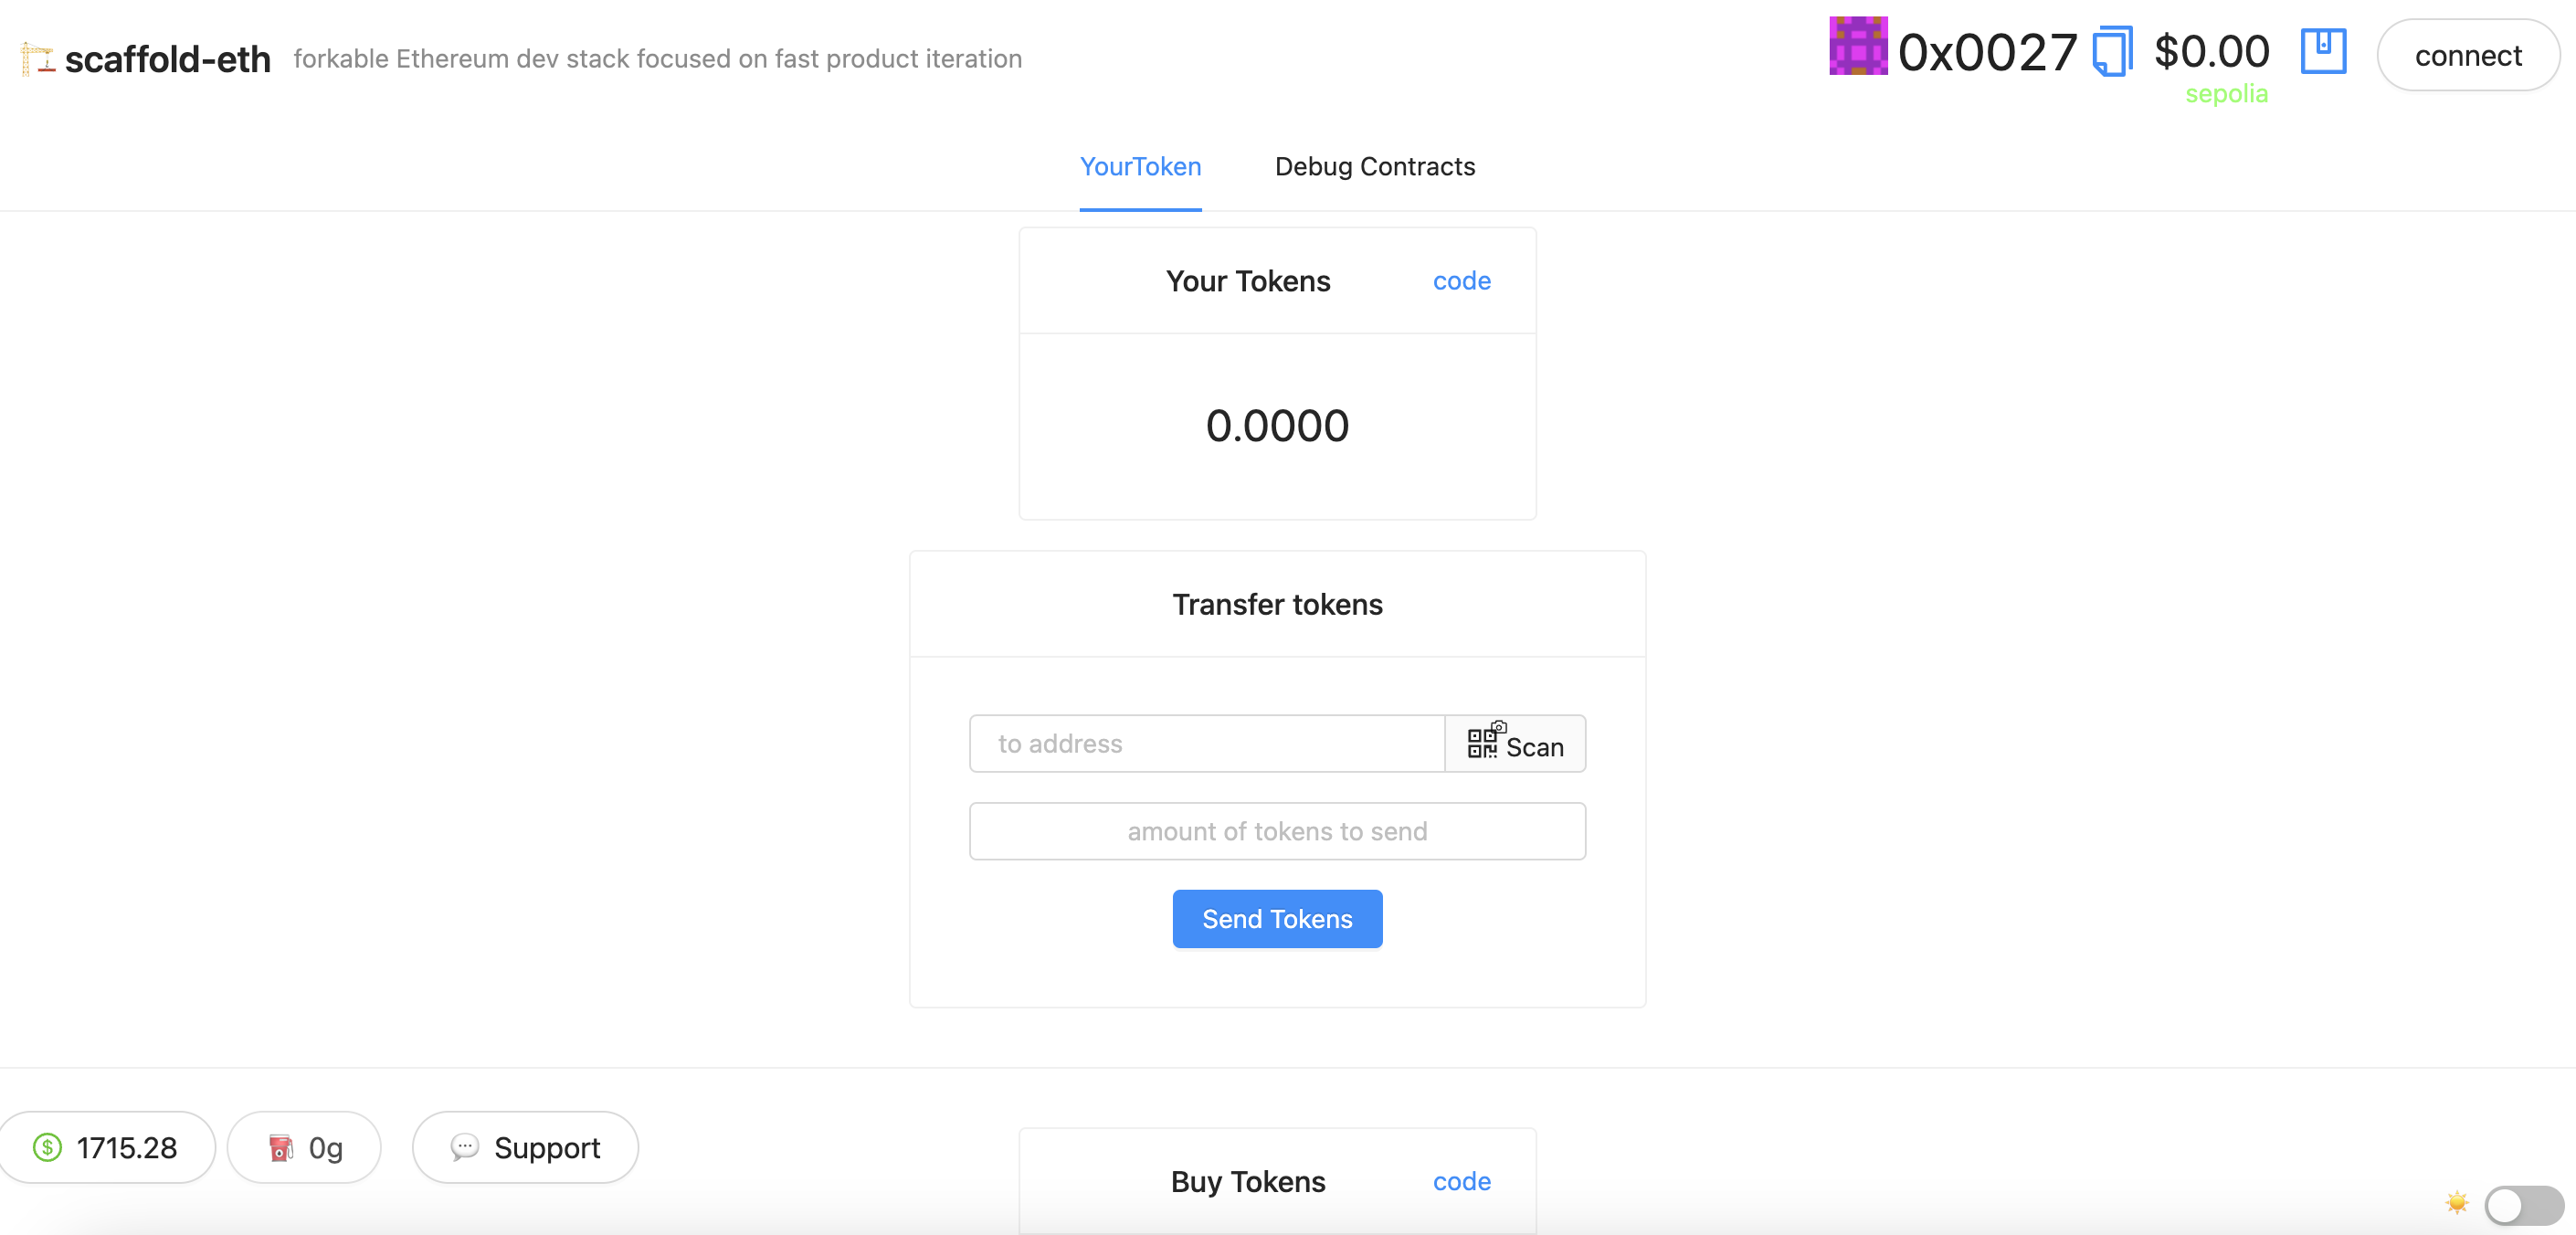 scaffold-eth forkable Ethereum dev stack focused on fast product iteration
0x0027 $0.00 connect
sepolia
YourToken Debug Contracts
Your Tokens code
0.0000
Transfer tokens
to address Scan
amount of tokens to send
Send Tokens
1715.28 0g Support
Buy Tokens code